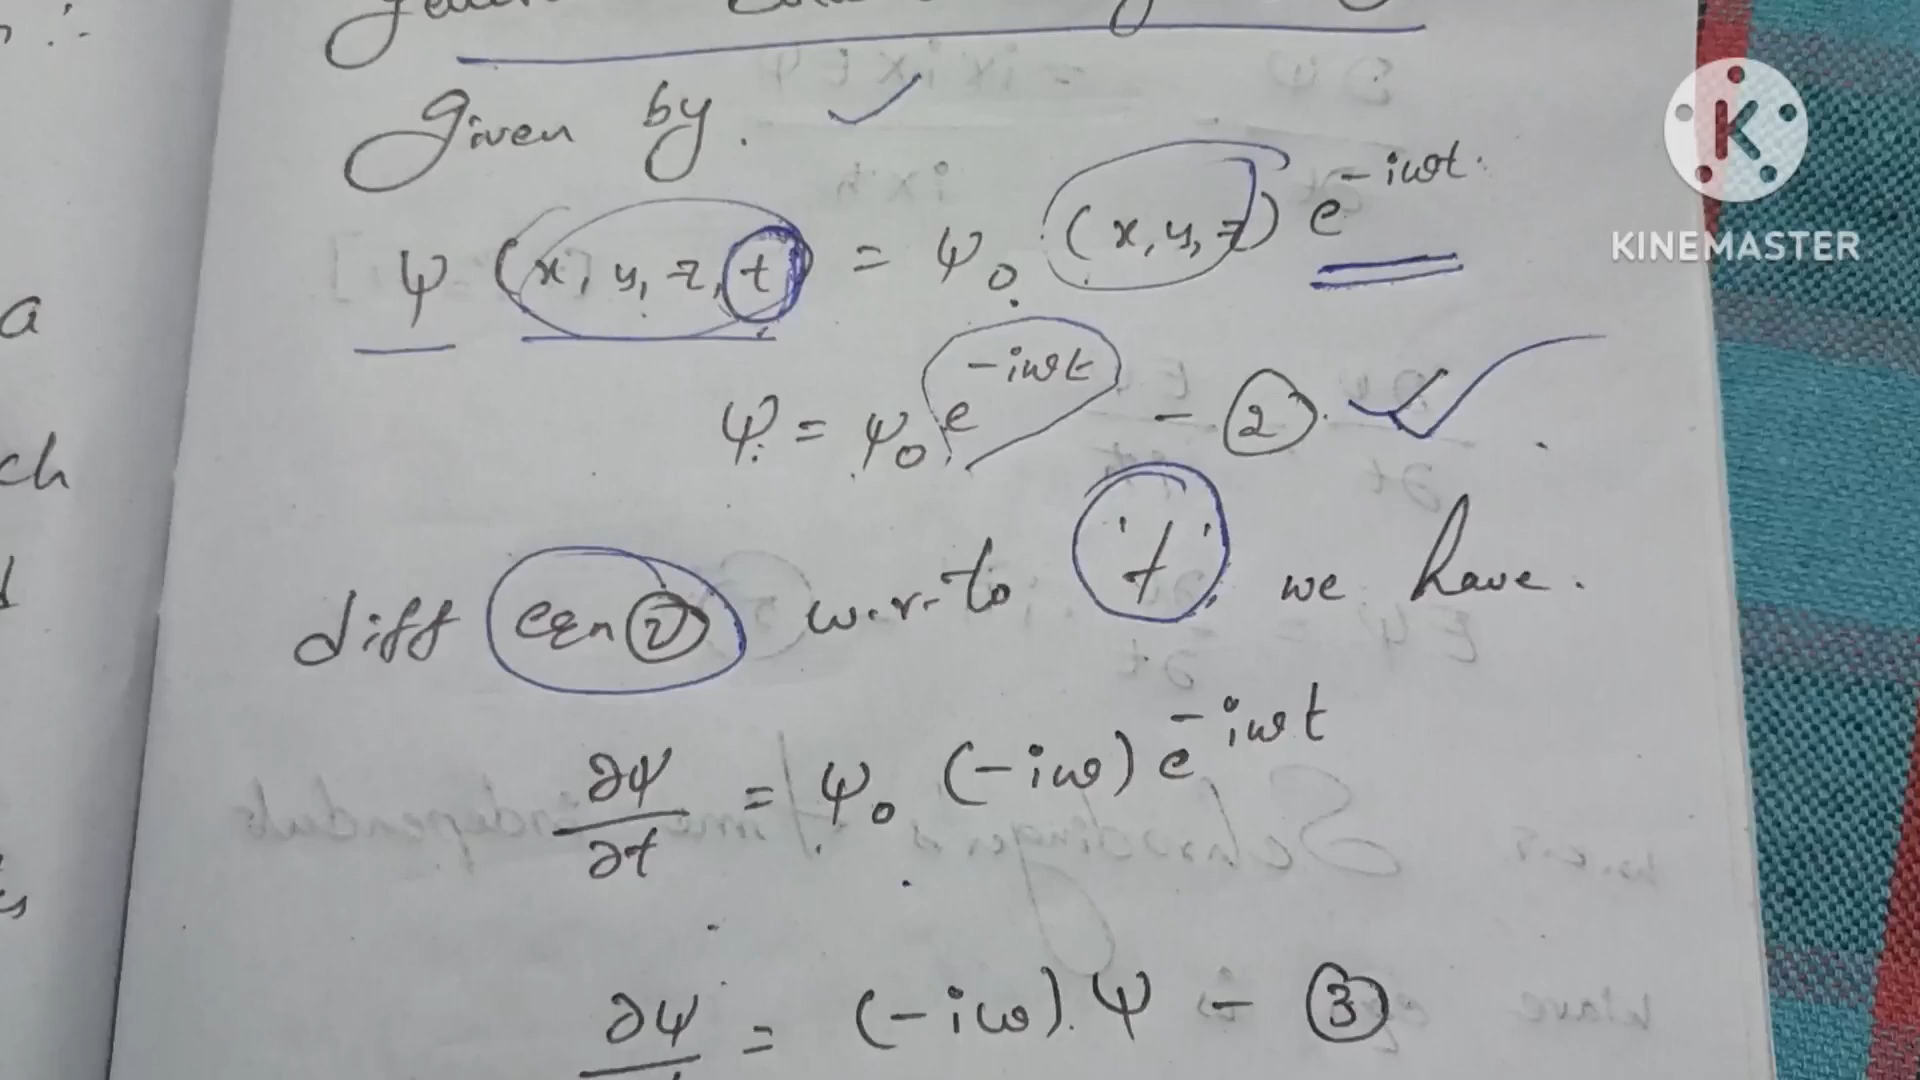 given by.
ψ (x, y, z, t) = ψ₀ (x, y, z) e^-iωt
ψ = ψ₀ e^-iωt - ②
diff eqn ② w.r.to 't', we have.
∂ψ/∂t = ψ₀ (-iω) e^-iωt
∂ψ/∂t = (-iω). ψ - ③
a
ch
KINEMASTER